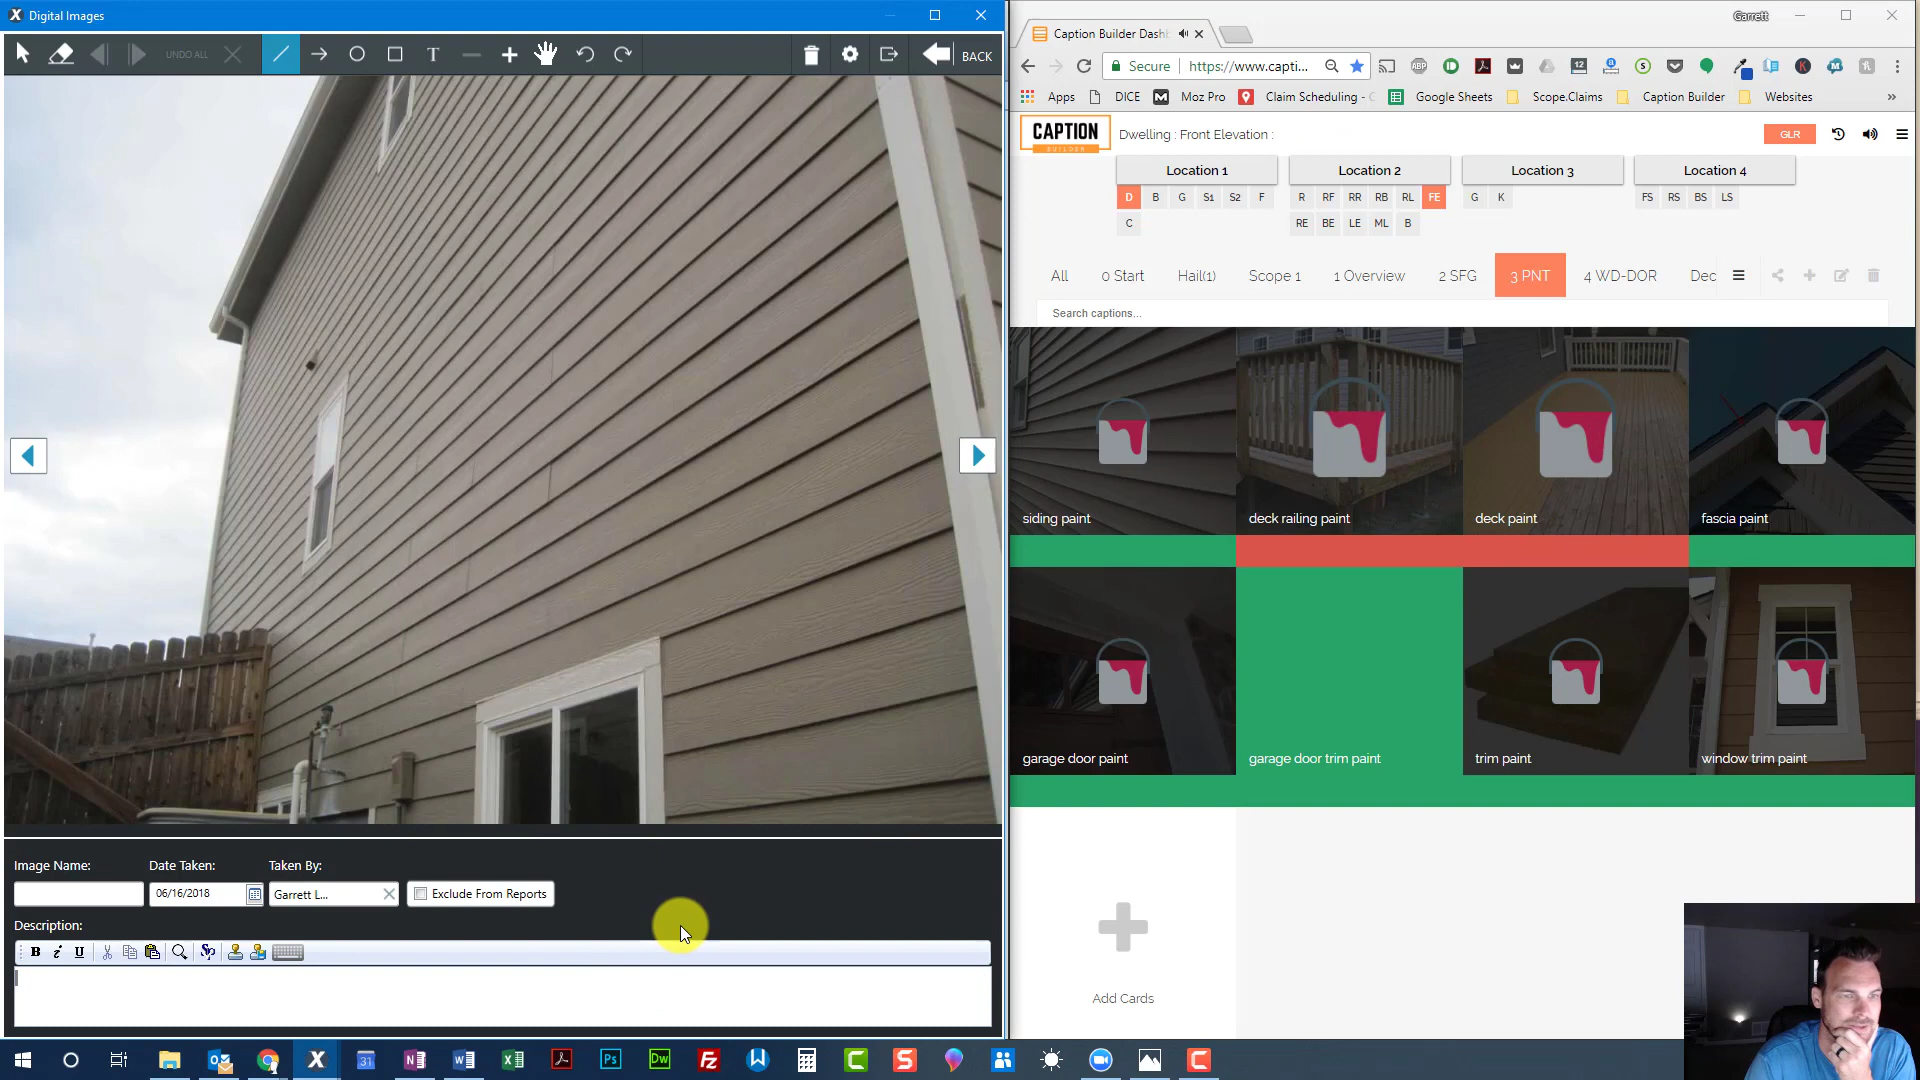 Digital Images
UNDO ALL
T
BACK
Image Name:
Date Taken:
Taken By:
06/16/2018
Garrett L...
Exclude From Reports
Description:
B i U
Garrett
Caption Builder Dash
Secure
https://www.capti...
Apps
DICE
Moz Pro
Claim Scheduling -
Google Sheets
Scope.Claims
Caption Builder
Websites
CAPTION
BUILDER
Dwelling : Front Elevation :
GLR
Location 1
Location 2
Location 3
Location 4
D B G S1 S2 F
R RF RR RB RL FE
G K
FS RS BS LS
C
RE BE LE ML B
All
0 Start
Hail(1)
Scope 1
1 Overview
2 SFG
3 PNT
4 WD-DOR
Dec
Search captions...
siding paint
deck railing paint
deck paint
fascia paint
garage door paint
garage door trim paint
trim paint
window trim paint
Add Cards